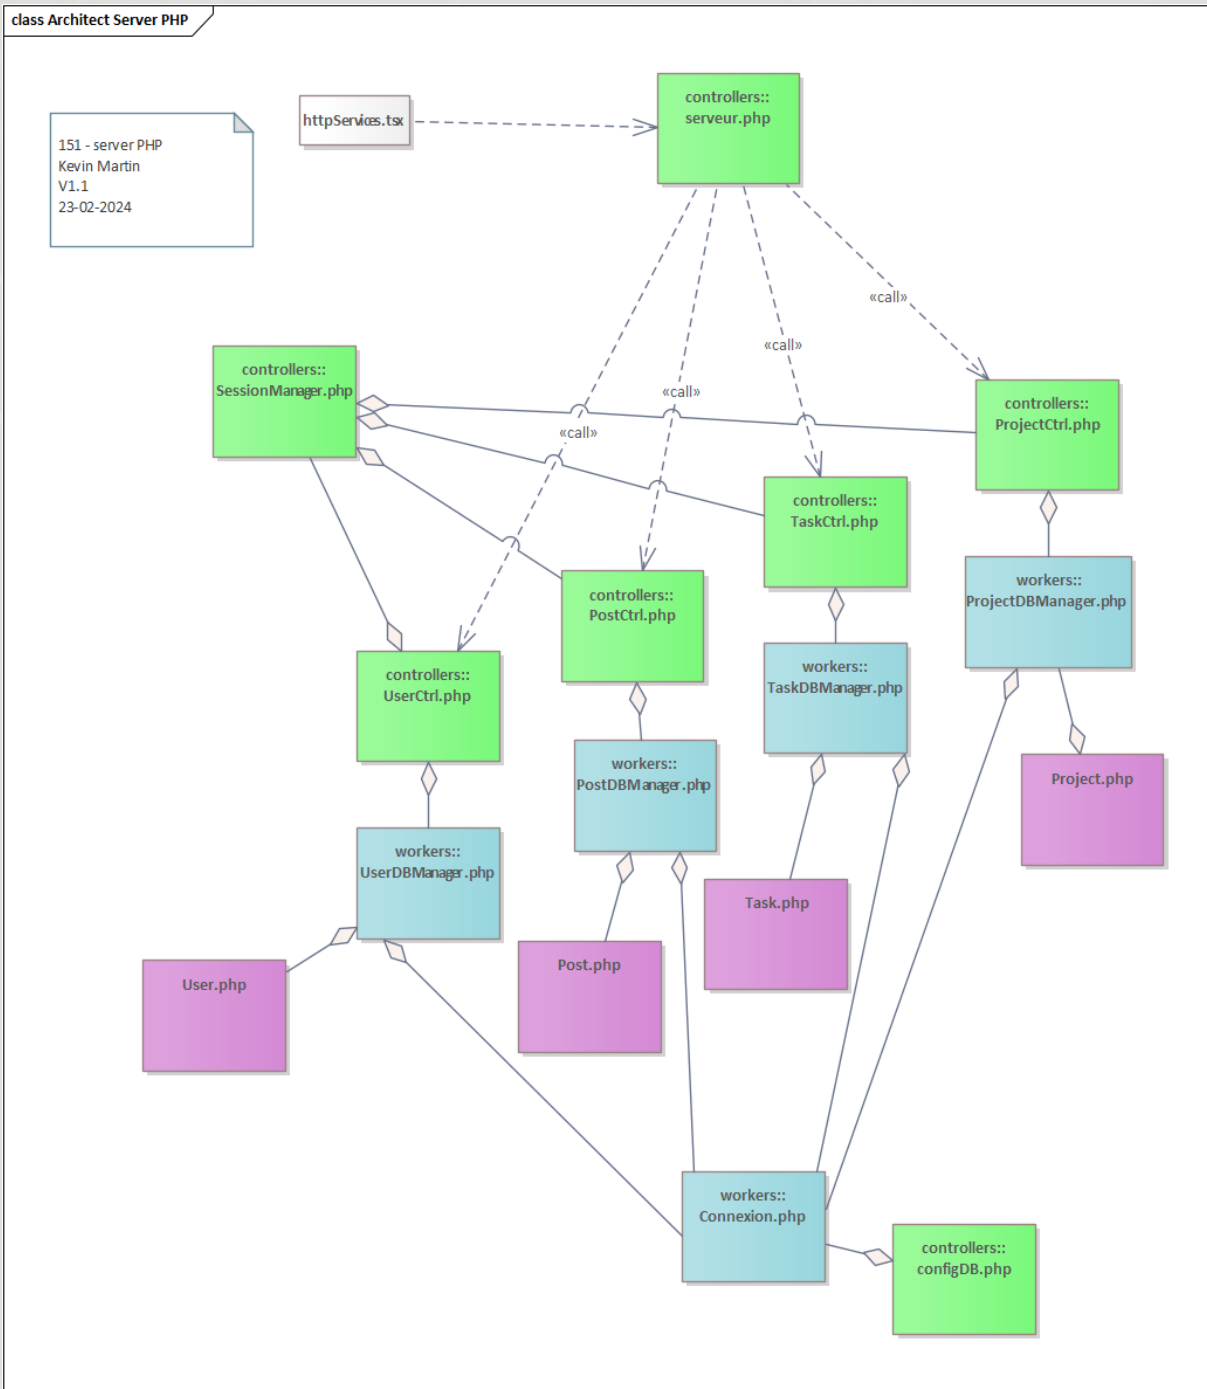 class Architect Server PHP
151 - server PHP
Kevin Martin
V1.1
23-02-2024
httpServices.tsx
controllers::
serveur.php
«call»
«call»
«call»
«call»
controllers::
SessionManager.php
controllers::
ProjectCtrl.php
controllers::
TaskCtrl.php
controllers::
PostCtrl.php
controllers::
UserCtrl.php
workers::
ProjectDBManager.php
workers::
TaskDBManager.php
workers::
PostDBManager.php
workers::
UserDBManager.php
Project.php
Task.php
Post.php
User.php
workers::
Connexion.php
controllers::
configDB.php